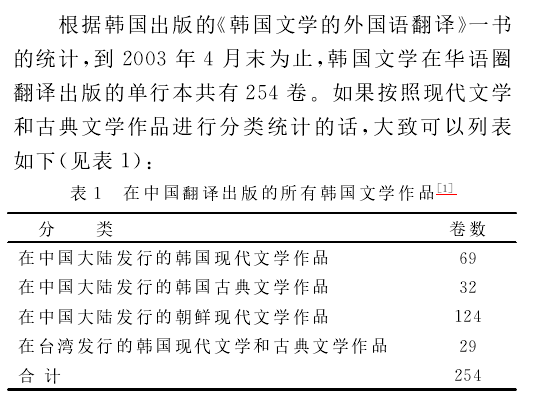 根据韩国出版的《韩国文学的外国语翻译》一书
的统计,到 2003 年 4 月末为止,韩国文学在华语圈
翻译出版的单行本共有 254 卷。如果按照现代文学
和古典文学作品进行分类统计的话,大致可以列表
如下(见表 1):
表 1 在中国翻译出版的所有韩国文学作品[1]
分 类 卷数
在中国大陆发行的韩国现代文学作品 69
在中国大陆发行的韩国古典文学作品 32
在中国大陆发行的朝鲜现代文学作品 124
在台湾发行的韩国现代文学和古典文学作品 29
合 计 254